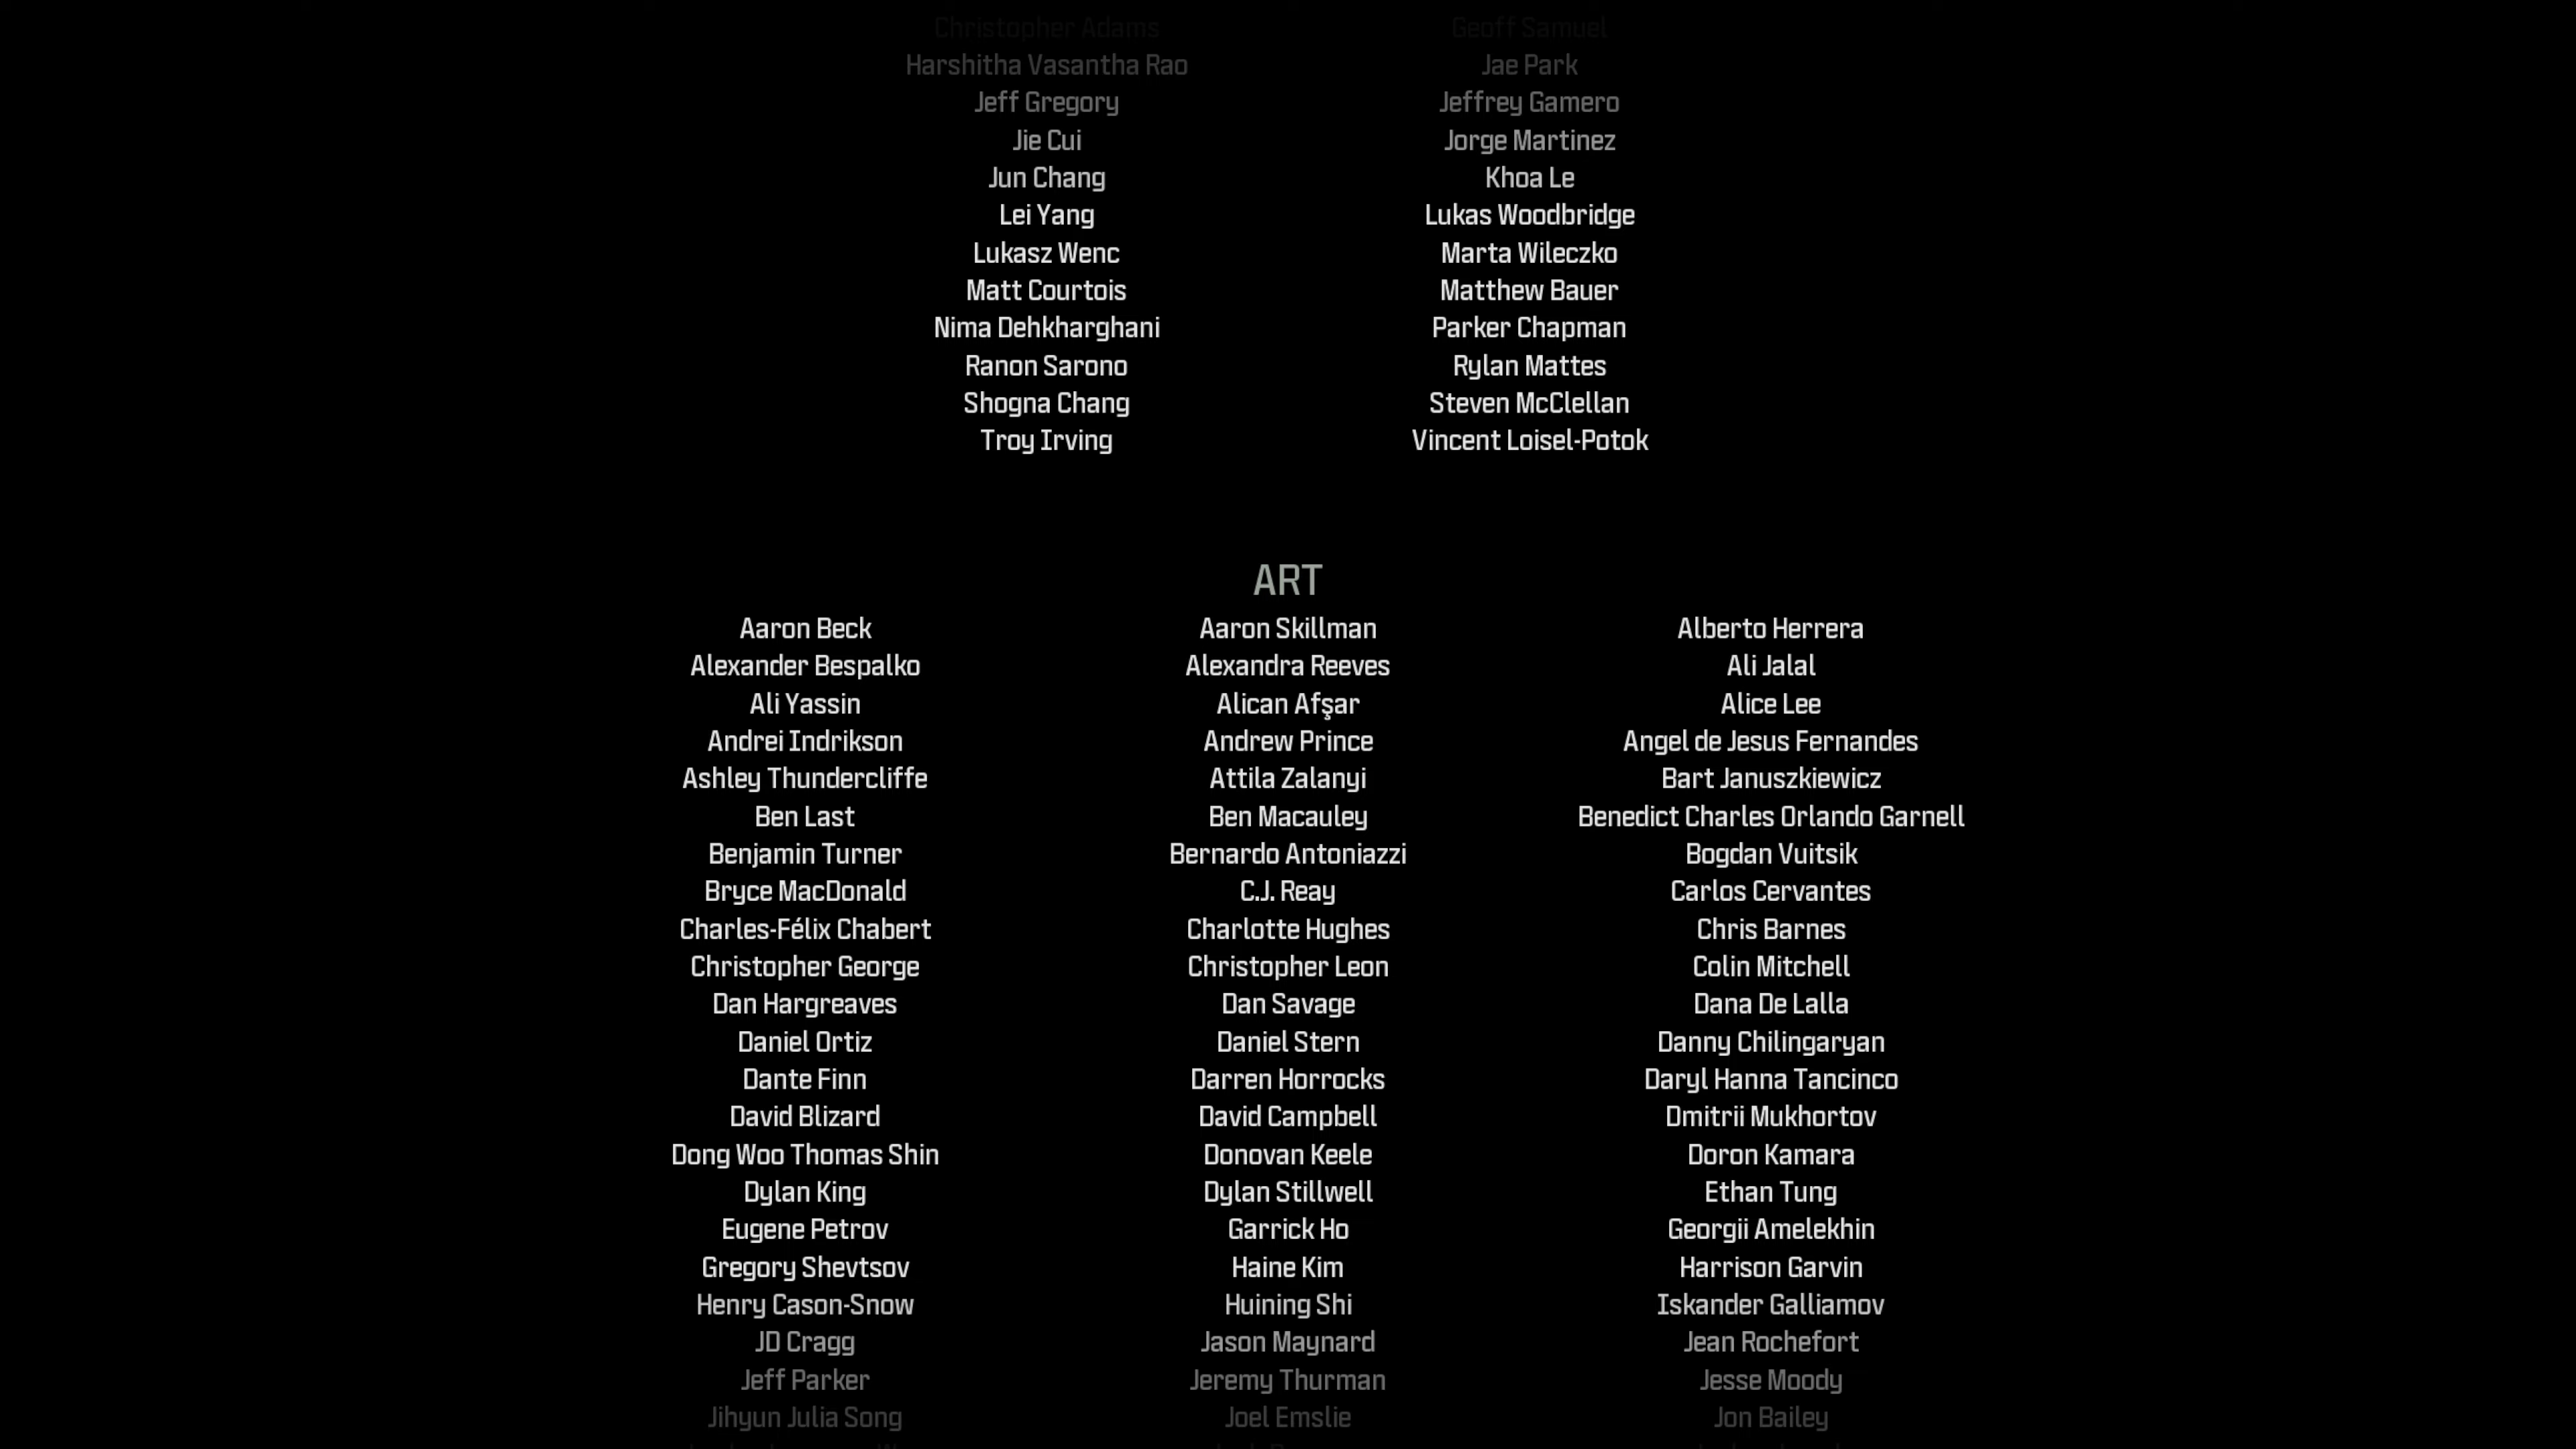 Christopher Adams Geoff Samuel
Harshitha Vasantha Rao Jae Park
Jeff Gregory Jeffrey Gamero
Jie Cui Jorge Martinez
Jun Chang Khoa Le
Lei Yang Lukas Woodbridge
Lukasz Wenc Marta Wileczko
Matt Courtois Matthew Bauer
Nima Dehkharghani Parker Chapman
Ranon Sarono Rylan Mattes
Shogna Chang Steven McClellan
Troy Irving Vincent Loisel-Potok
ART
Aaron Beck Aaron Skillman Alberto Herrera
Alexander Bespalko Alexandra Reeves Ali Jalal
Ali Yassin Alican Afşar Alice Lee
Andrei Indrikson Andrew Prince Angel de Jesus Fernandes
Ashley Thundercliffe Attila Zalanyi Bart Januszkiewicz
Ben Last Ben Macauley Benedict Charles Orlando Garnell
Benjamin Turner Bernardo Antoniazzi Bogdan Vuitsik
Bryce MacDonald C.J. Reay Carlos Cervantes
Charles-Félix Chabert Charlotte Hughes Chris Barnes
Christopher George Christopher Leon Colin Mitchell
Dan Hargreaves Dan Savage Dana De Lalla
Daniel Ortiz Daniel Stern Danny Chilingaryan
Dante Finn Darren Horrocks Daryl Hanna Tancinco
David Blizard David Campbell Dmitrii Mukhortov
Dong Woo Thomas Shin Donovan Keele Doron Kamara
Dylan King Dylan Stillwell Ethan Tung
Eugene Petrov Garrick Ho Georgii Amelekhin
Gregory Shevtsov Haine Kim Harrison Garvin
Henry Cason-Snow Huining Shi Iskander Galliamov
JD Cragg Jason Maynard Jean Rochefort
Jeff Parker Jeremy Thurman Jesse Moody
Jihyun Julia Song Joel Emslie Jon Bailey